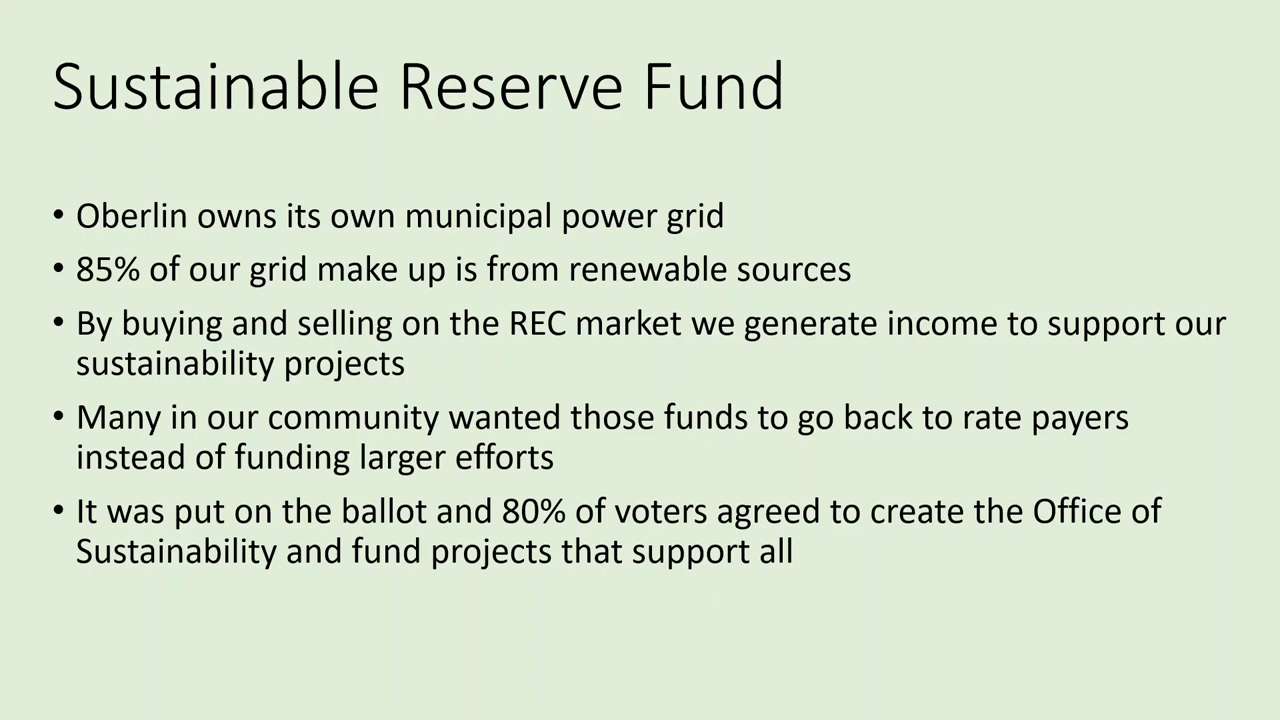 Sustainable Reserve Fund
• Oberlin owns its own municipal power grid
• 85% of our grid make up is from renewable sources
• By buying and selling on the REC market we generate income to support our
sustainability projects
• Many in our community wanted those funds to go back to rate payers
instead of funding larger efforts
• It was put on the ballot and 80% of voters agreed to create the Office of
Sustainability and fund projects that support all